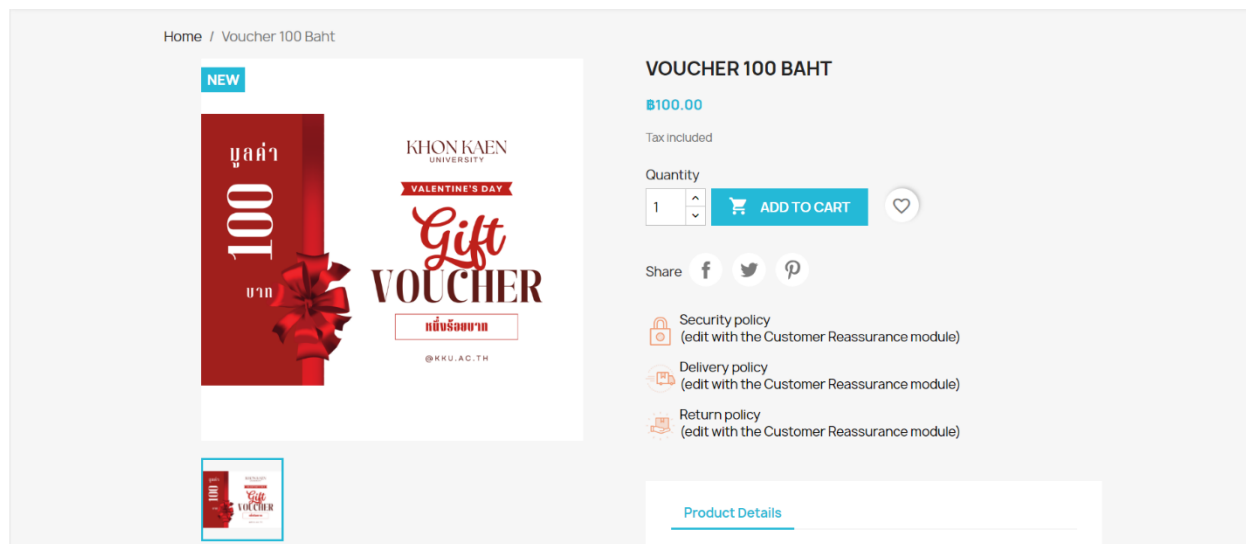 Home / Voucher 100 Baht
NEW
มูลค่า
100
บาท
KHON KAEN
UNIVERSITY
VALENTINE'S DAY
Gift
VOUCHER
หนึ่งร้อยบาท
@KKU.AC.TH
VOUCHER 100 BAHT
฿100.00
Tax included
Quantity
1
ADD TO CART
Share
Security policy
(edit with the Customer Reassurance module)
Delivery policy
(edit with the Customer Reassurance module)
Return policy
(edit with the Customer Reassurance module)
100
Gift
VOUCHER
Product Details